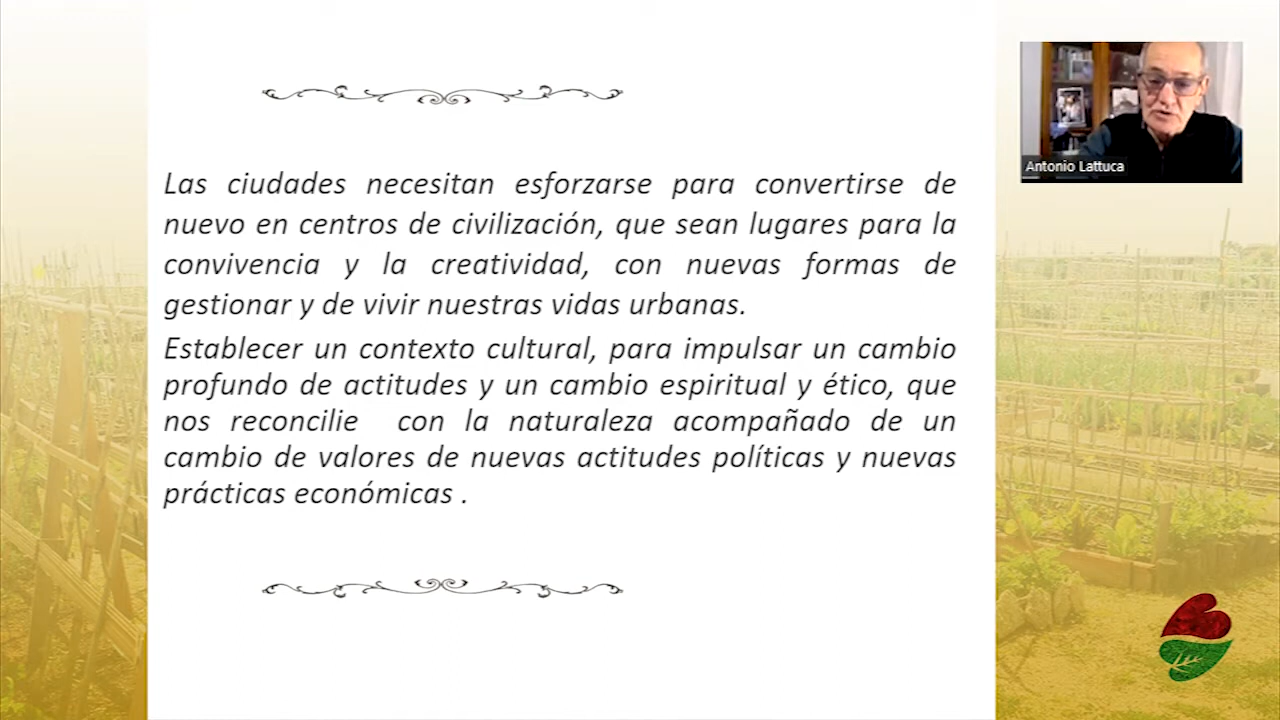 Las ciudades necesitan esforzarse para convertirse de
nuevo en centros de civilización, que sean lugares para la
convivencia y la creatividad, con nuevas formas de
gestionar y de vivir nuestras vidas urbanas.
Establecer un contexto cultural, para impulsar un cambio
profundo de actitudes y un cambio espiritual y ético, que
nos reconcilie con la naturaleza acompañado de un
cambio de valores de nuevas actitudes políticas y nuevas
prácticas económicas .
Antonio Lattuca